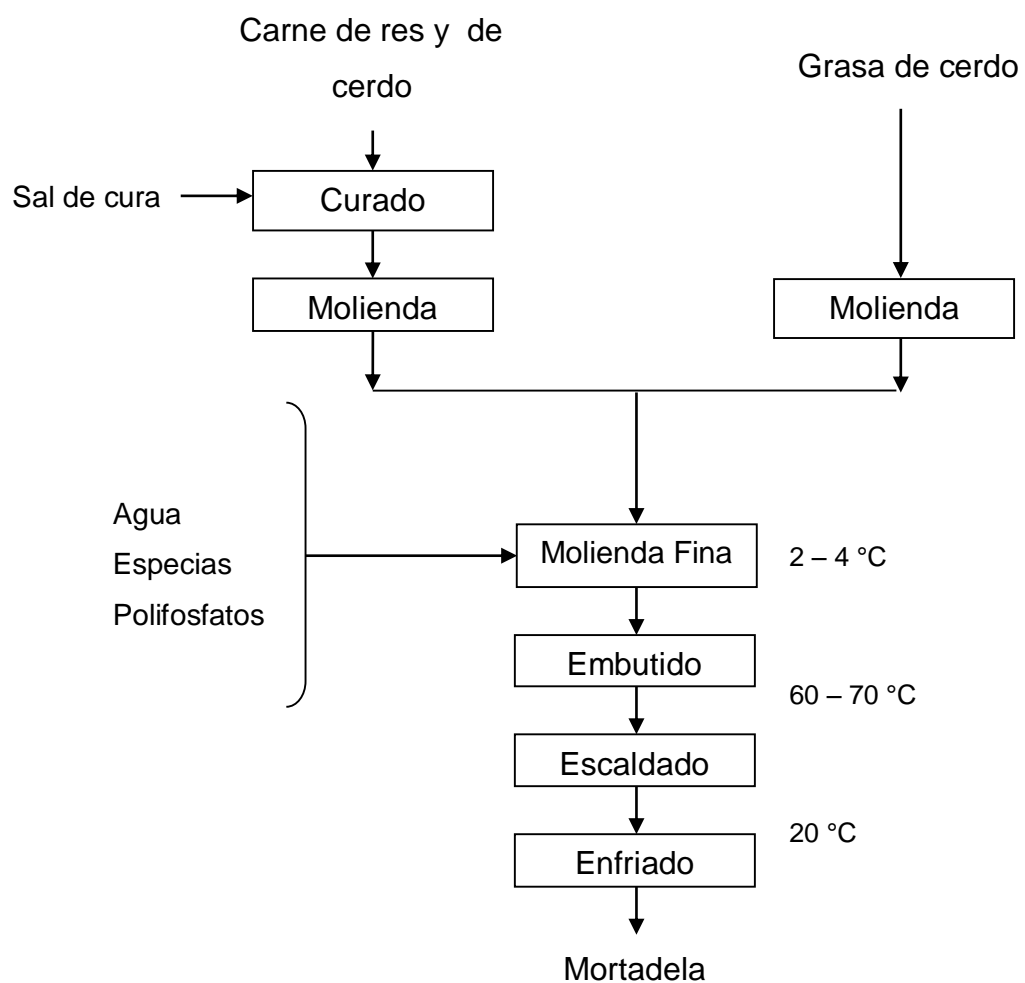 Carne de res y de
cerdo
Grasa de cerdo
Sal de cura
Curado
Molienda
Molienda
Agua
Especias
Polifosfatos
Molienda Fina
2 – 4 °C
Embutido
60 – 70 °C
Escaldado
20 °C
Enfriado
Mortadela